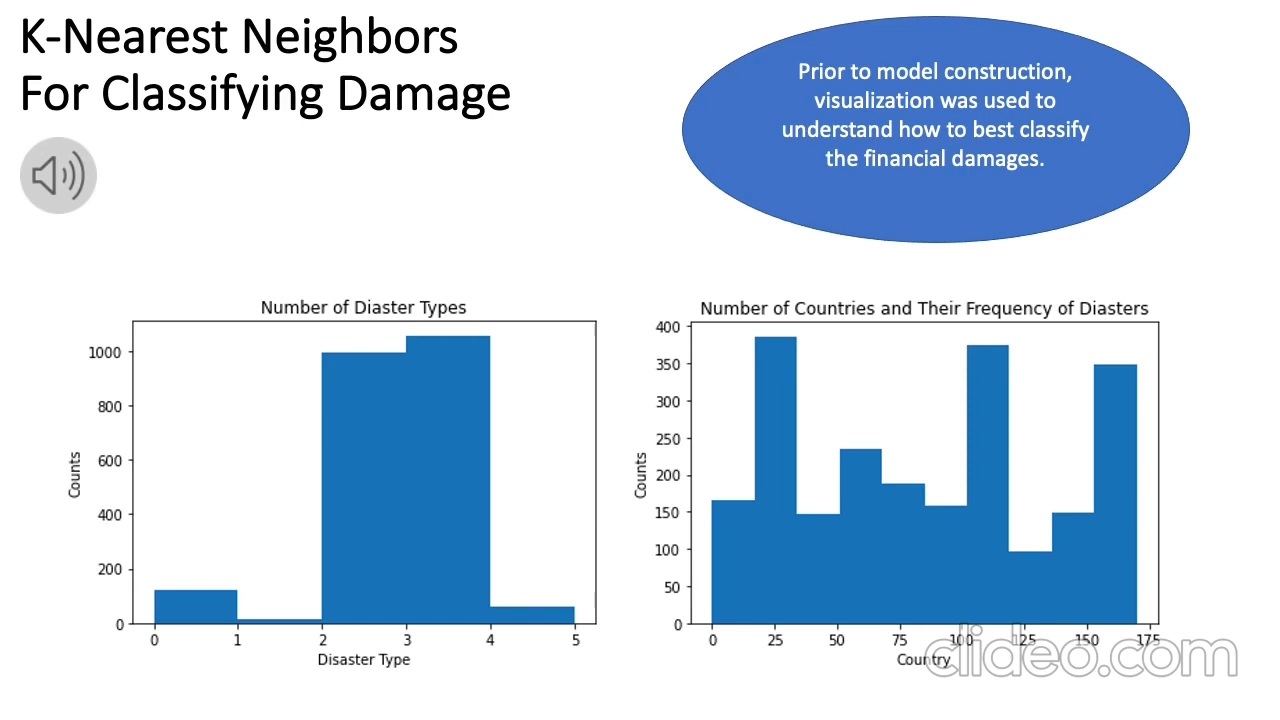 K-Nearest Neighbors
For Classifying Damage
Prior to model construction,
visualization was used to
understand how to best classify
the financial damages.
Number of Diaster Types
1000
800
600
400
200
0
Counts
0 1 2 3 4 5
Disaster Type
Number of Countries and Their Frequency of Diasters
400
350
300
250
200
150
100
50
0
Counts
0 25 50 75 100 125 150 175
Country
clideo.com